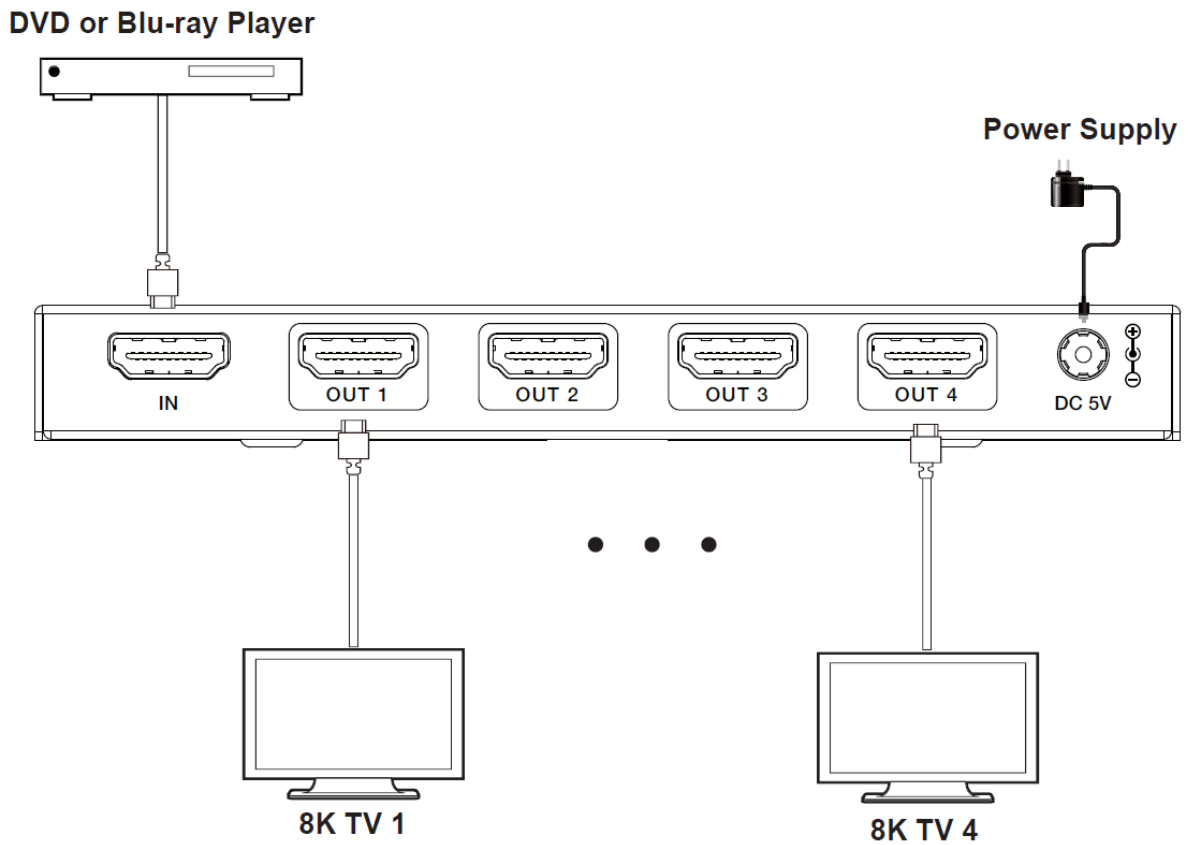 DVD or Blu-ray Player
Power Supply
IN
OUT 1
OUT 2
OUT 3
OUT 4
DC 5V
8K TV 1
8K TV 4